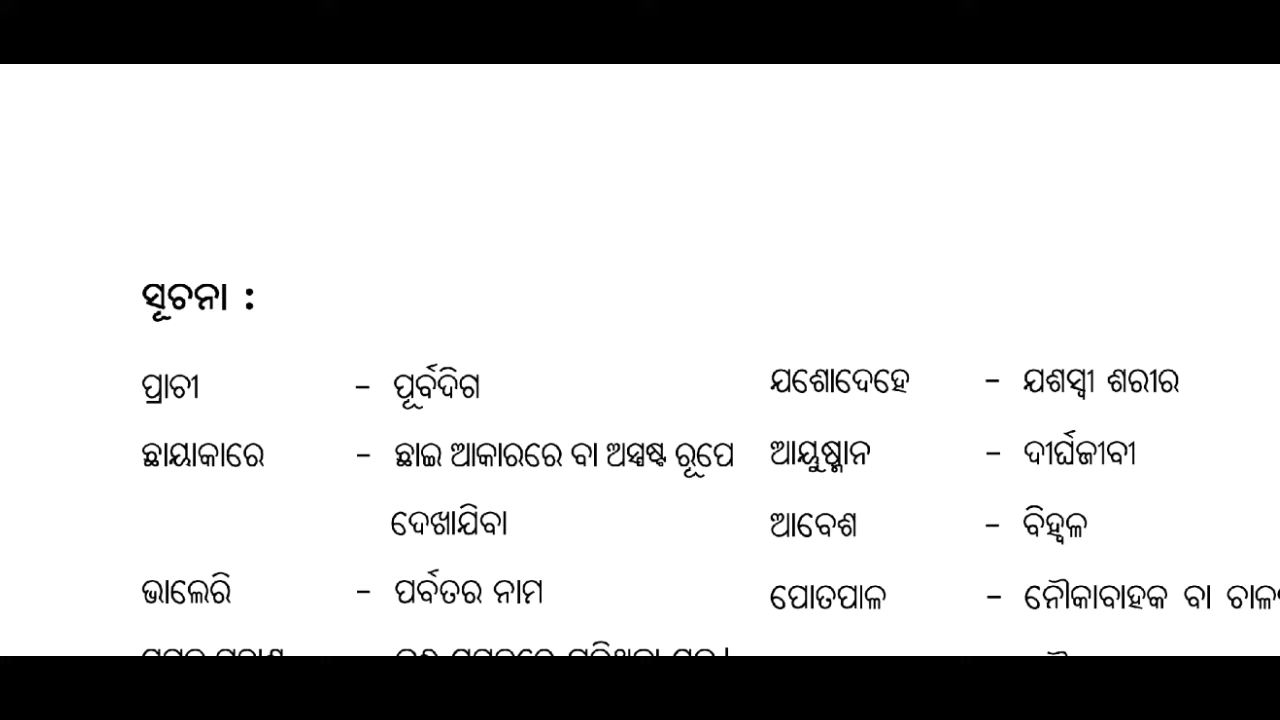 ସୂଚନା :
ପ୍ରାଚୀ – ପୂର୍ବଦିଗ
ଛାୟାକାରେ – ଛାଇ ଆକାରରେ ବା ଅସ୍ପଷ୍ଟ ରୂପେ
ଦେଖାଯିବା
ଭାଲେରି – ପର୍ବତର ନାମ
ଯଶୋଦେହେ – ଯଶସ୍ୱୀ ଶରୀର
ଆୟୁଷ୍ମାନ – ଦୀର୍ଘଜୀବୀ
ଆବେଶ – ବିହ୍ୱଳ
ପୋତପାଳ – ନୌକାବାହକ ବା